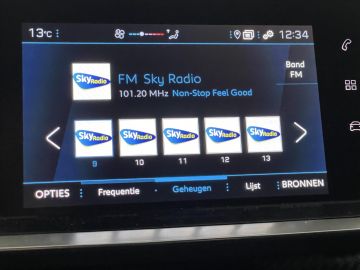 13°C 12:34
Sky Radio FM Sky Radio Band
101.20 MHz Non-Stop Feel Good FM
Sky Radio Sky Radio Sky Radio Sky Radio Sky Radio
9 10 11 12 13
OPTIES Frequentie Geheugen Lijst BRONNEN